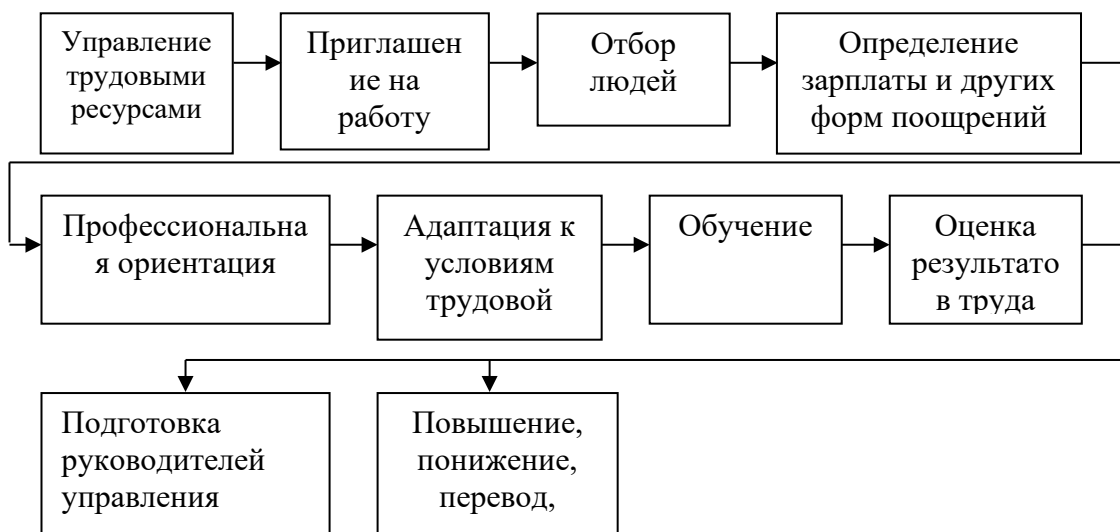 Управление
трудовыми
ресурсами
Приглашен
ие на
работу
Отбор
людей
Определение
зарплаты и других
форм поощрений
Профессиональна
я ориентация
Адаптация к
условиям
трудовой
Обучение
Оценка
результато
в труда
Подготовка
руководителей
управления
Повышение,
понижение,
перевод,